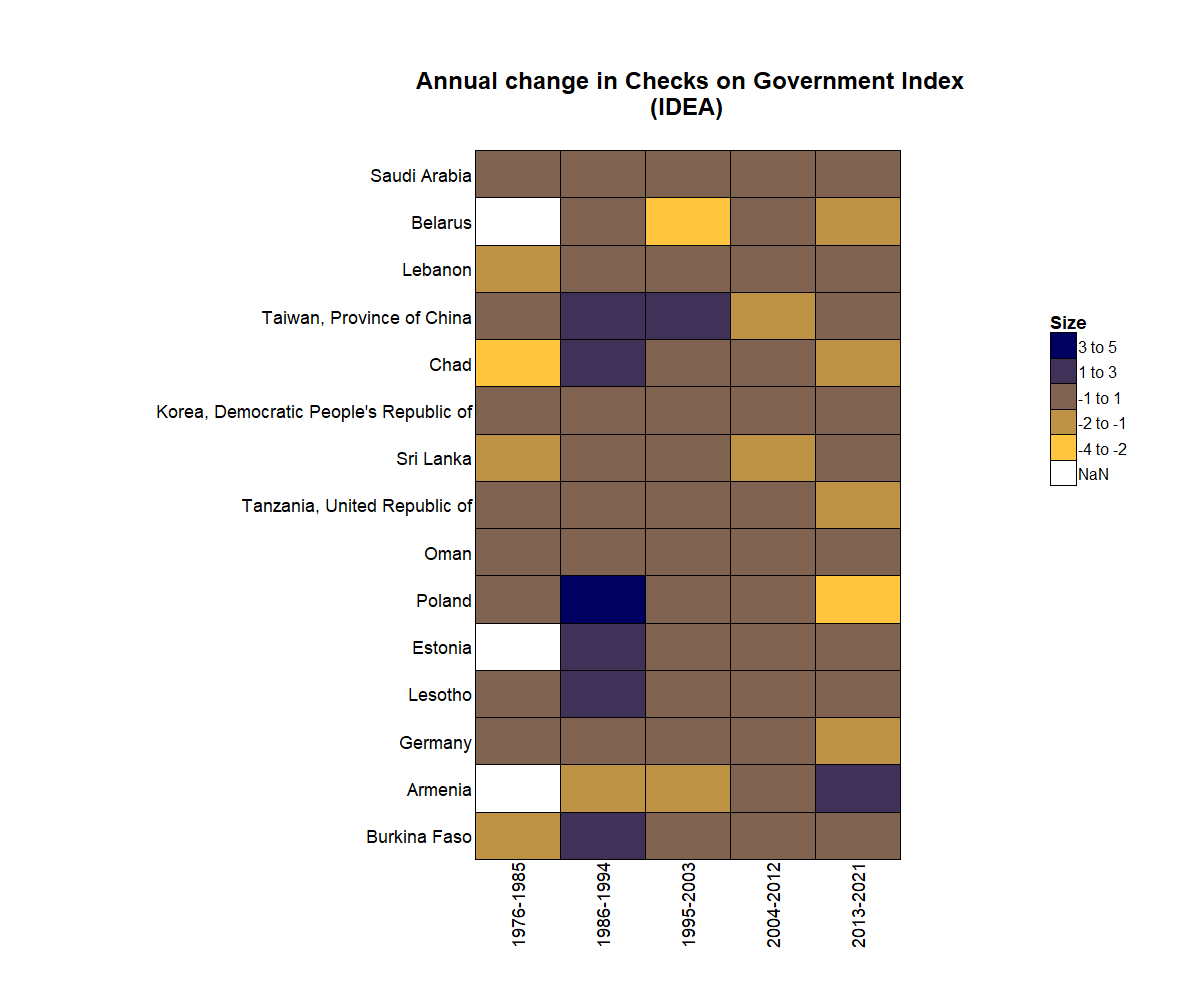 Annual change in Checks on Government Index
(IDEA)
Saudi Arabia
Belarus
Lebanon
Taiwan, Province of China
Chad
Korea, Democratic People's Republic of
Sri Lanka
Tanzania, United Republic of
Oman
Poland
Estonia
Lesotho
Germany
Armenia
Burkina Faso
1976-1985
1986-1994
1995-2003
2004-2012
2013-2021
Size
3 to 5
1 to 3
-1 to 1
-2 to -1
-4 to -2
NaN